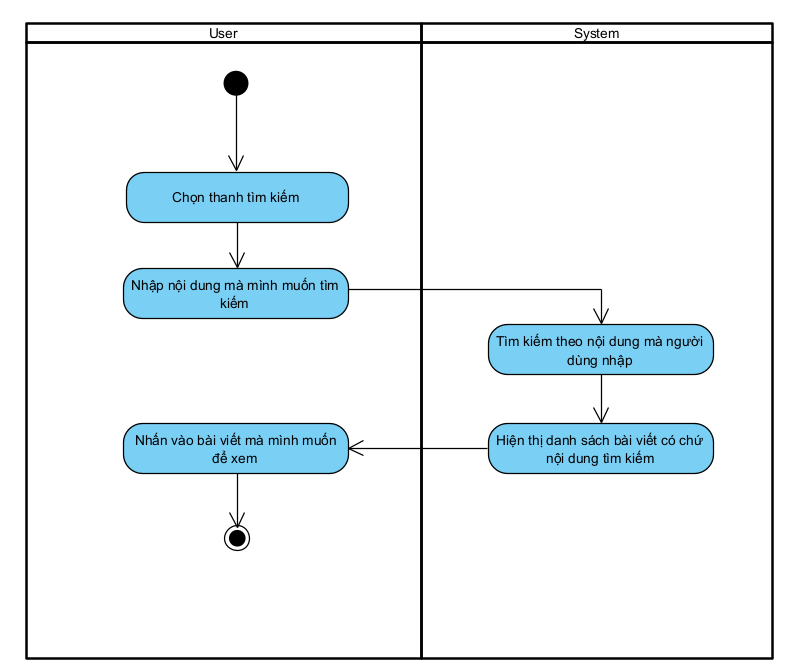 User
System
Chọn thanh tìm kiếm
Nhập nội dung mà mình muốn tìm
kiếm
Tìm kiếm theo nội dung mà người
dùng nhập
Nhấn vào bài viết mà mình muốn
để xem
Hiện thị danh sách bài viết có chứ
nội dung tìm kiếm